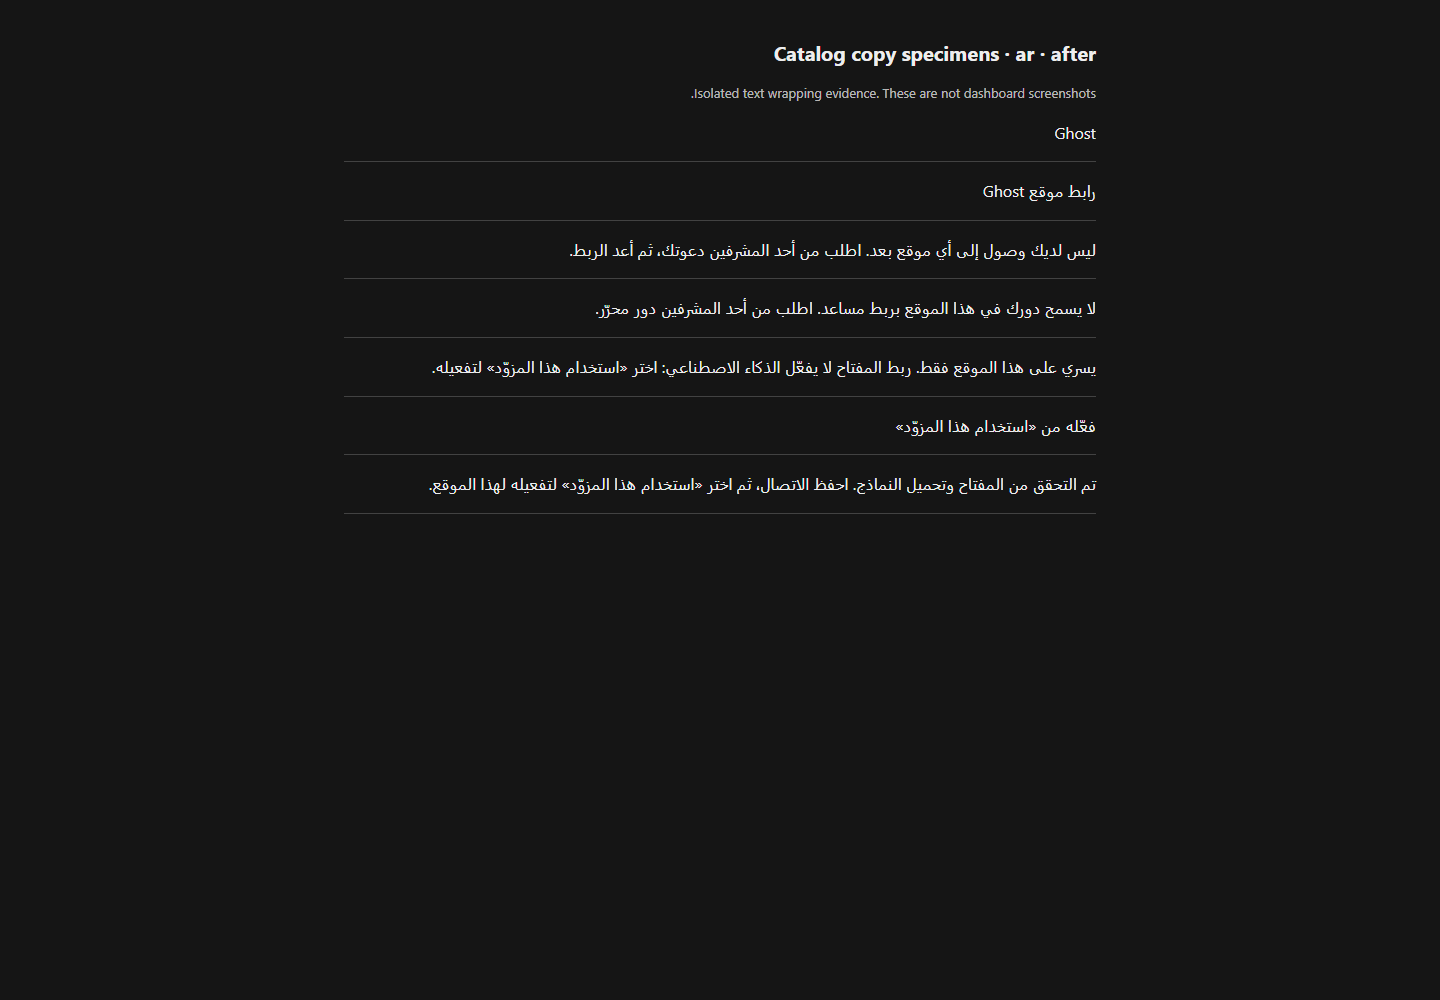 Catalog copy specimens · ar · after
Isolated text wrapping evidence. These are not dashboard screenshots.
Ghost
رابط موقع Ghost
ليس لديك وصول إلى أي موقع بعد. اطلب من أحد المشرفين دعوتك، ثم أعد الربط.
لا يسمح دورك في هذا الموقع بربط مساعد. اطلب من أحد المشرفين دور محرّر.
يسري على هذا الموقع فقط. ربط المفتاح لا يفعّل الذكاء الاصطناعي: اختر «استخدام هذا المزوّد» لتفعيله.
فعّله من «استخدام هذا المزوّد»
تم التحقق من المفتاح وتحميل النماذج. احفظ الاتصال، ثم اختر «استخدام هذا المزوّد» لتفعيله لهذا الموقع.